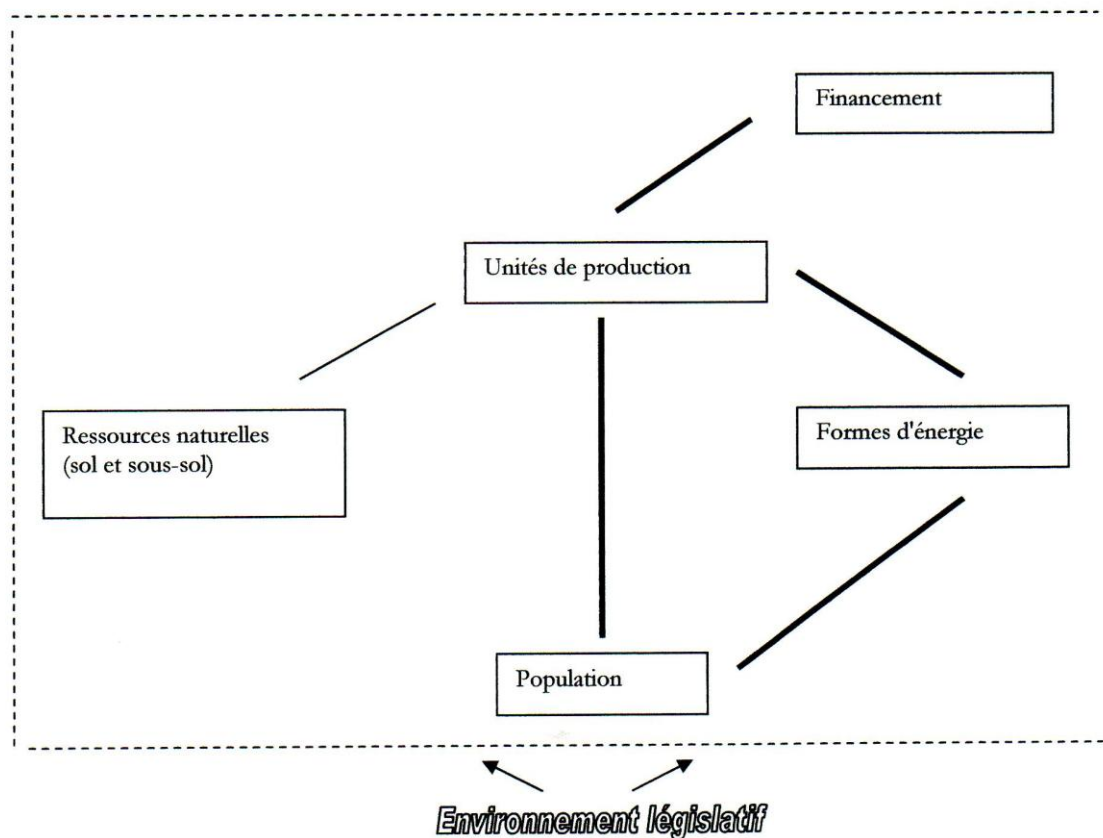 Financement
Unités de production
Ressources naturelles
(sol et sous-sol)
Formes d'énergie
Population
Environnement législatif